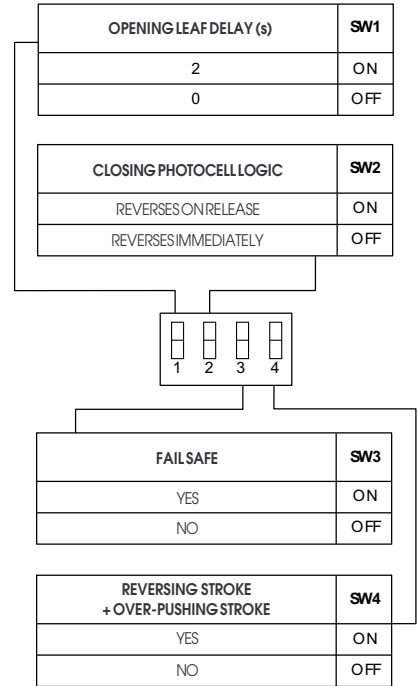 OPENING LEAF DELAY (s) SW1
2 ON
0 OFF
CLOSING PHOTOCELL LOGIC SW2
REVERSES ON RELEASE ON
REVERSES IMMEDIATELY OFF
1 2 3 4
FAIL SAFE SW3
YES ON
NO OFF
REVERSING STROKE
+ OVER-PUSHING STROKE SW4
YES ON
NO OFF